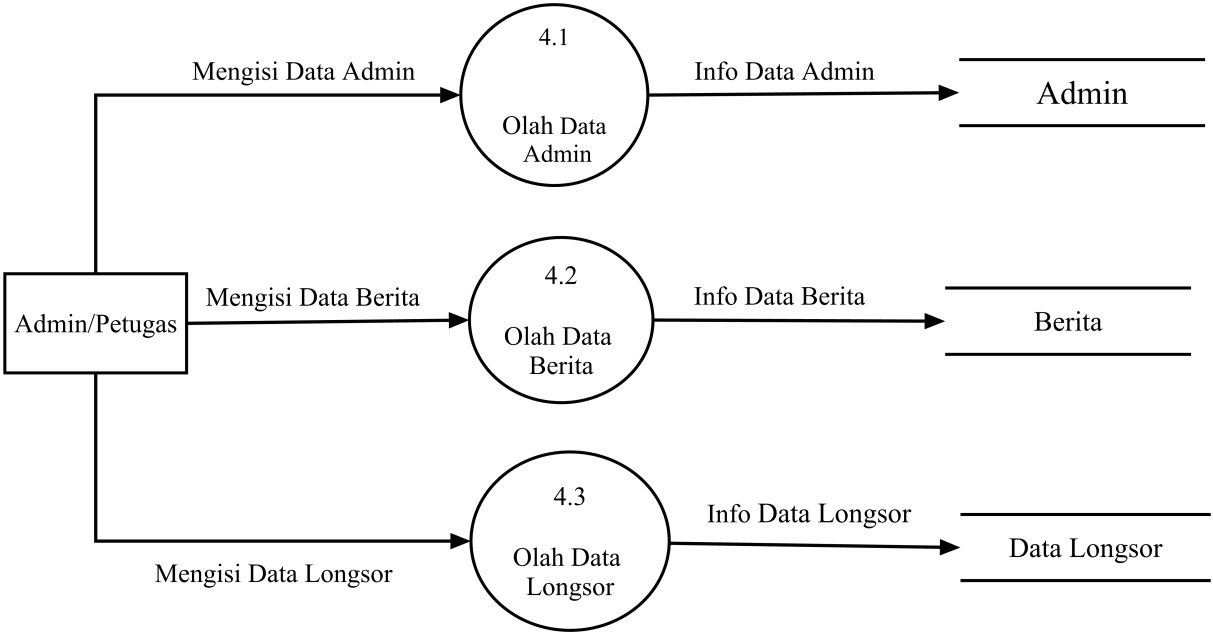 4.1
Mengisi Data Admin
Info Data Admin
Admin
Olah Data
Admin
4.2
Mengisi Data Berita
Info Data Berita
Admin/Petugas
Berita
Olah Data
Berita
4.3
Info Data Longsor
Data Longsor
Olah Data
Mengisi Data Longsor
Longsor